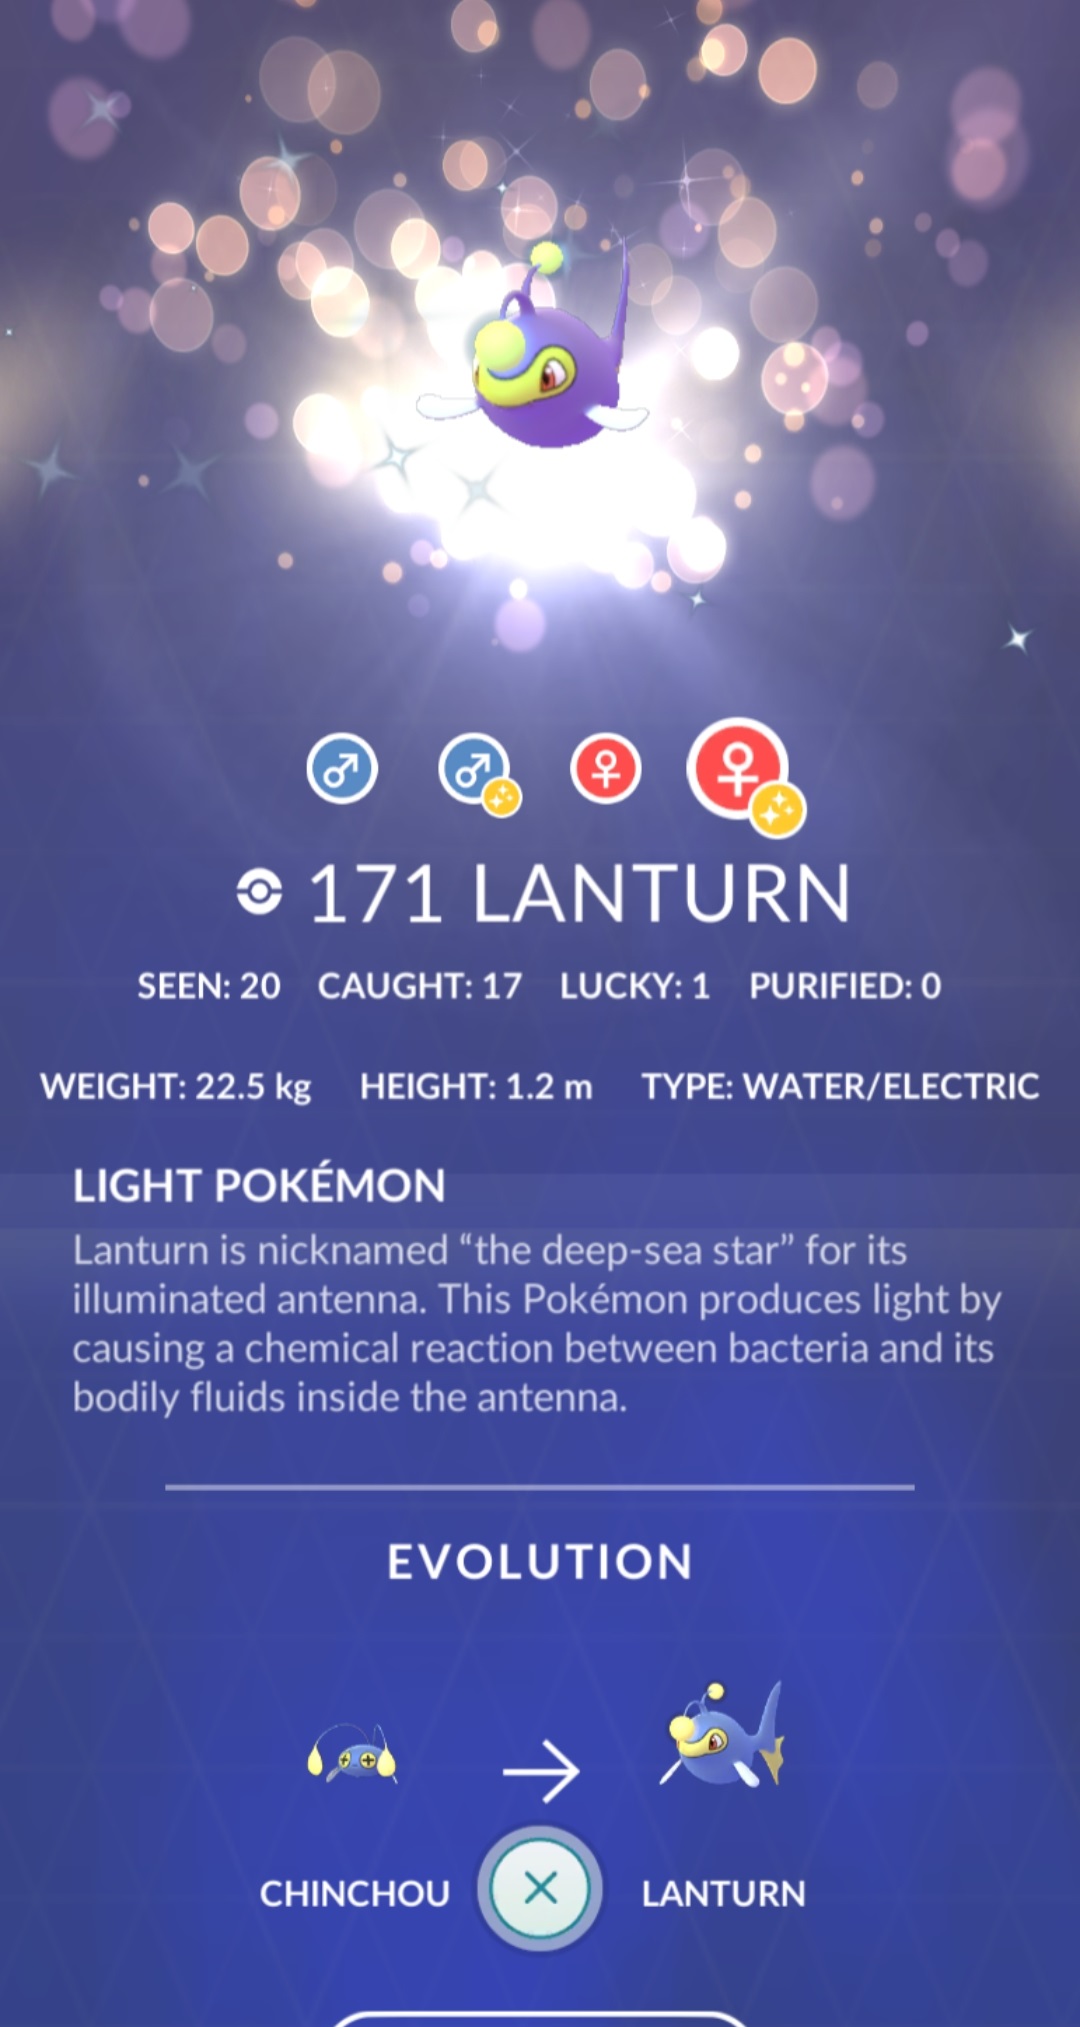 171 LANTURN
SEEN: 20 CAUGHT: 17 LUCKY: 1 PURIFIED: 0
WEIGHT: 22.5 kg HEIGHT: 1.2 m TYPE: WATER/ELECTRIC
LIGHT POKÉMON
Lanturn is nicknamed “the deep-sea star” for its
illuminated antenna. This Pokémon produces light by
causing a chemical reaction between bacteria and its
bodily fluids inside the antenna.
EVOLUTION
CHINCHOU LANTURN